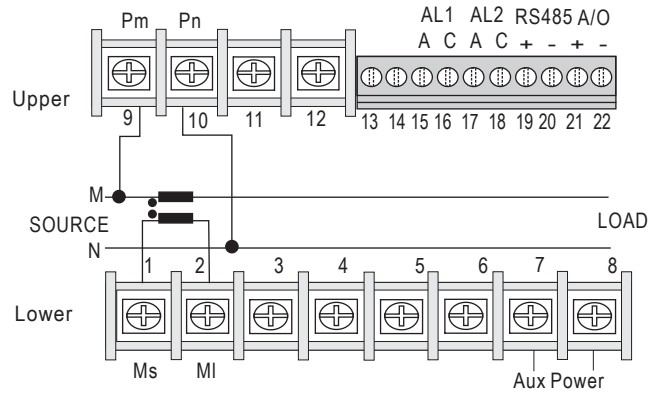 Pm Pn AL1 AL2 RS485 A/O
A C A C + - + -
Upper
9 10 11 12 13 14 15 16 17 18 19 20 21 22
M
SOURCE LOAD
N
1 2 3 4 5 6 7 8
Lower
Ms Ml
Aux Power